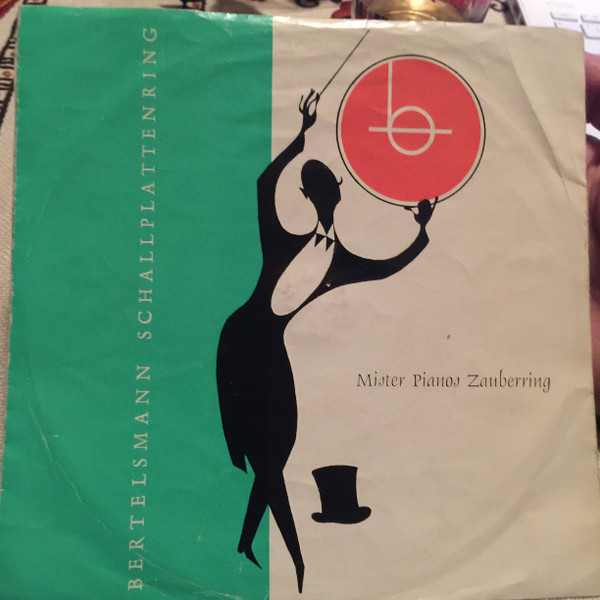 BERTELSMANN SCHALLPLATTENRING
b
Mister Pianos Zauberring